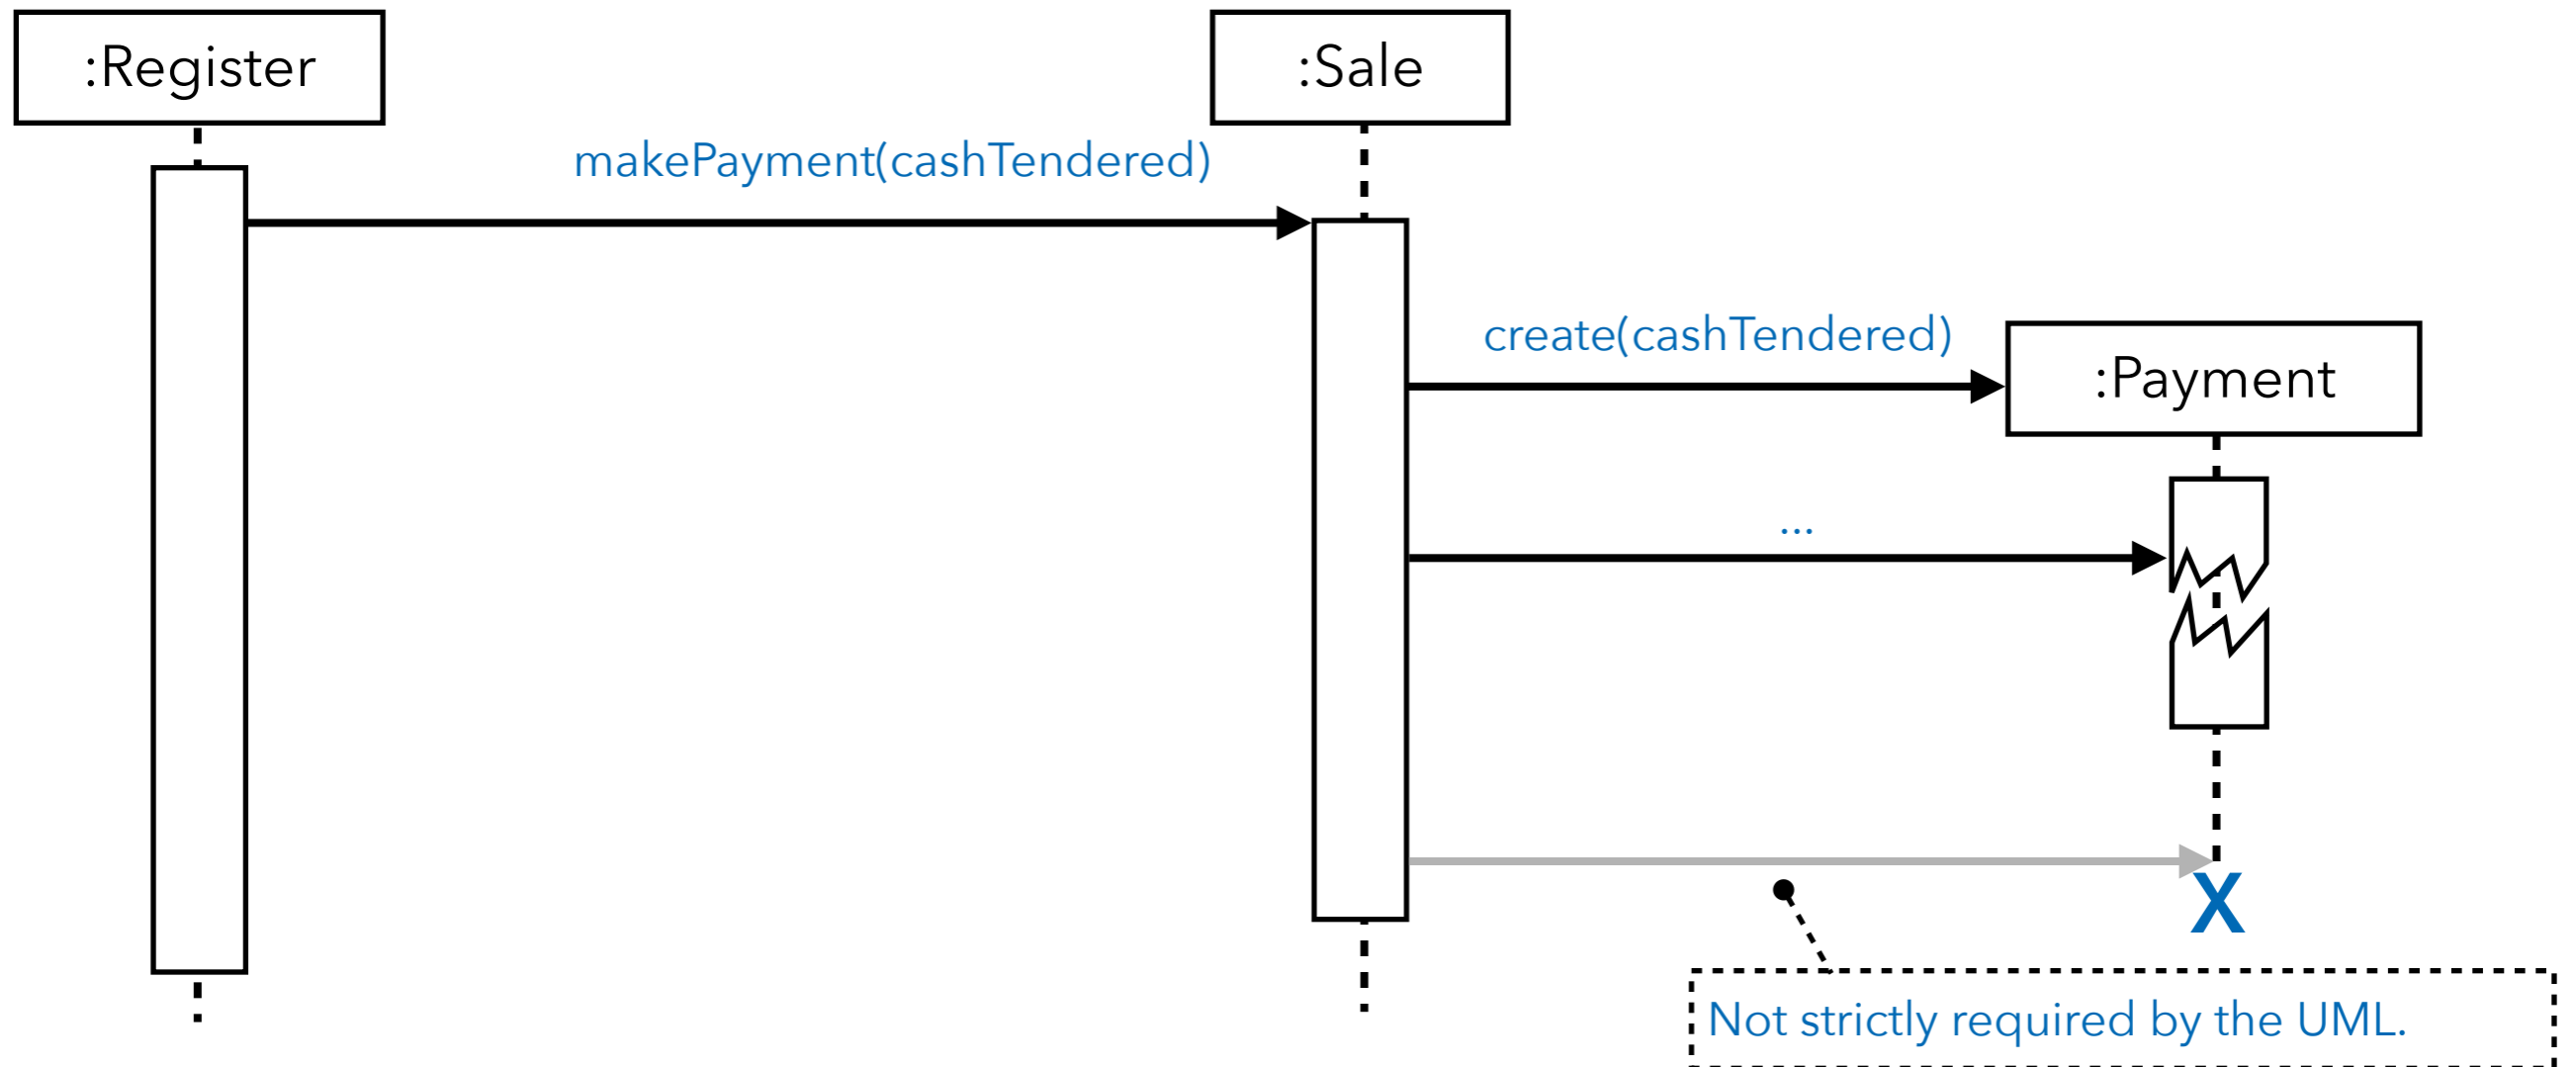 :Register
:Sale
makePayment(cashTendered)
create(cashTendered)
:Payment
...
X
Not strictly required by the UML.